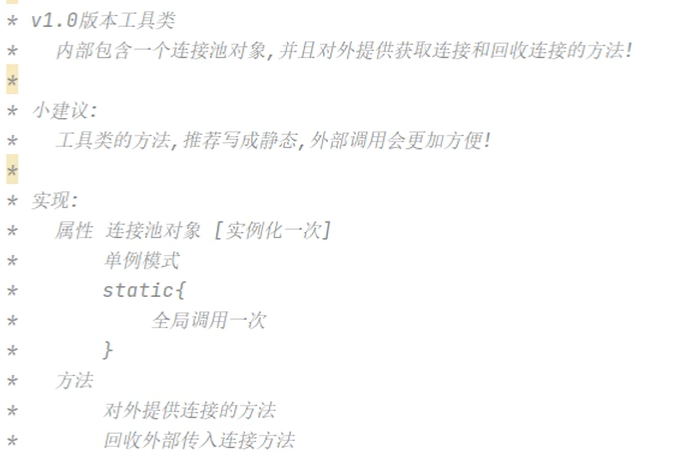 * v1.0版本工具类
*   内部包含一个连接池对象,并且对外提供获取连接和回收连接的方法!
*
* 小建议:
*   工具类的方法,推荐写成静态,外部调用会更加方便!
*
* 实现:
*   属性 连接池对象 [实例化一次]
*       单例模式
*       static{
*           全局调用一次
*       }
*   方法
*       对外提供连接的方法
*       回收外部传入连接方法